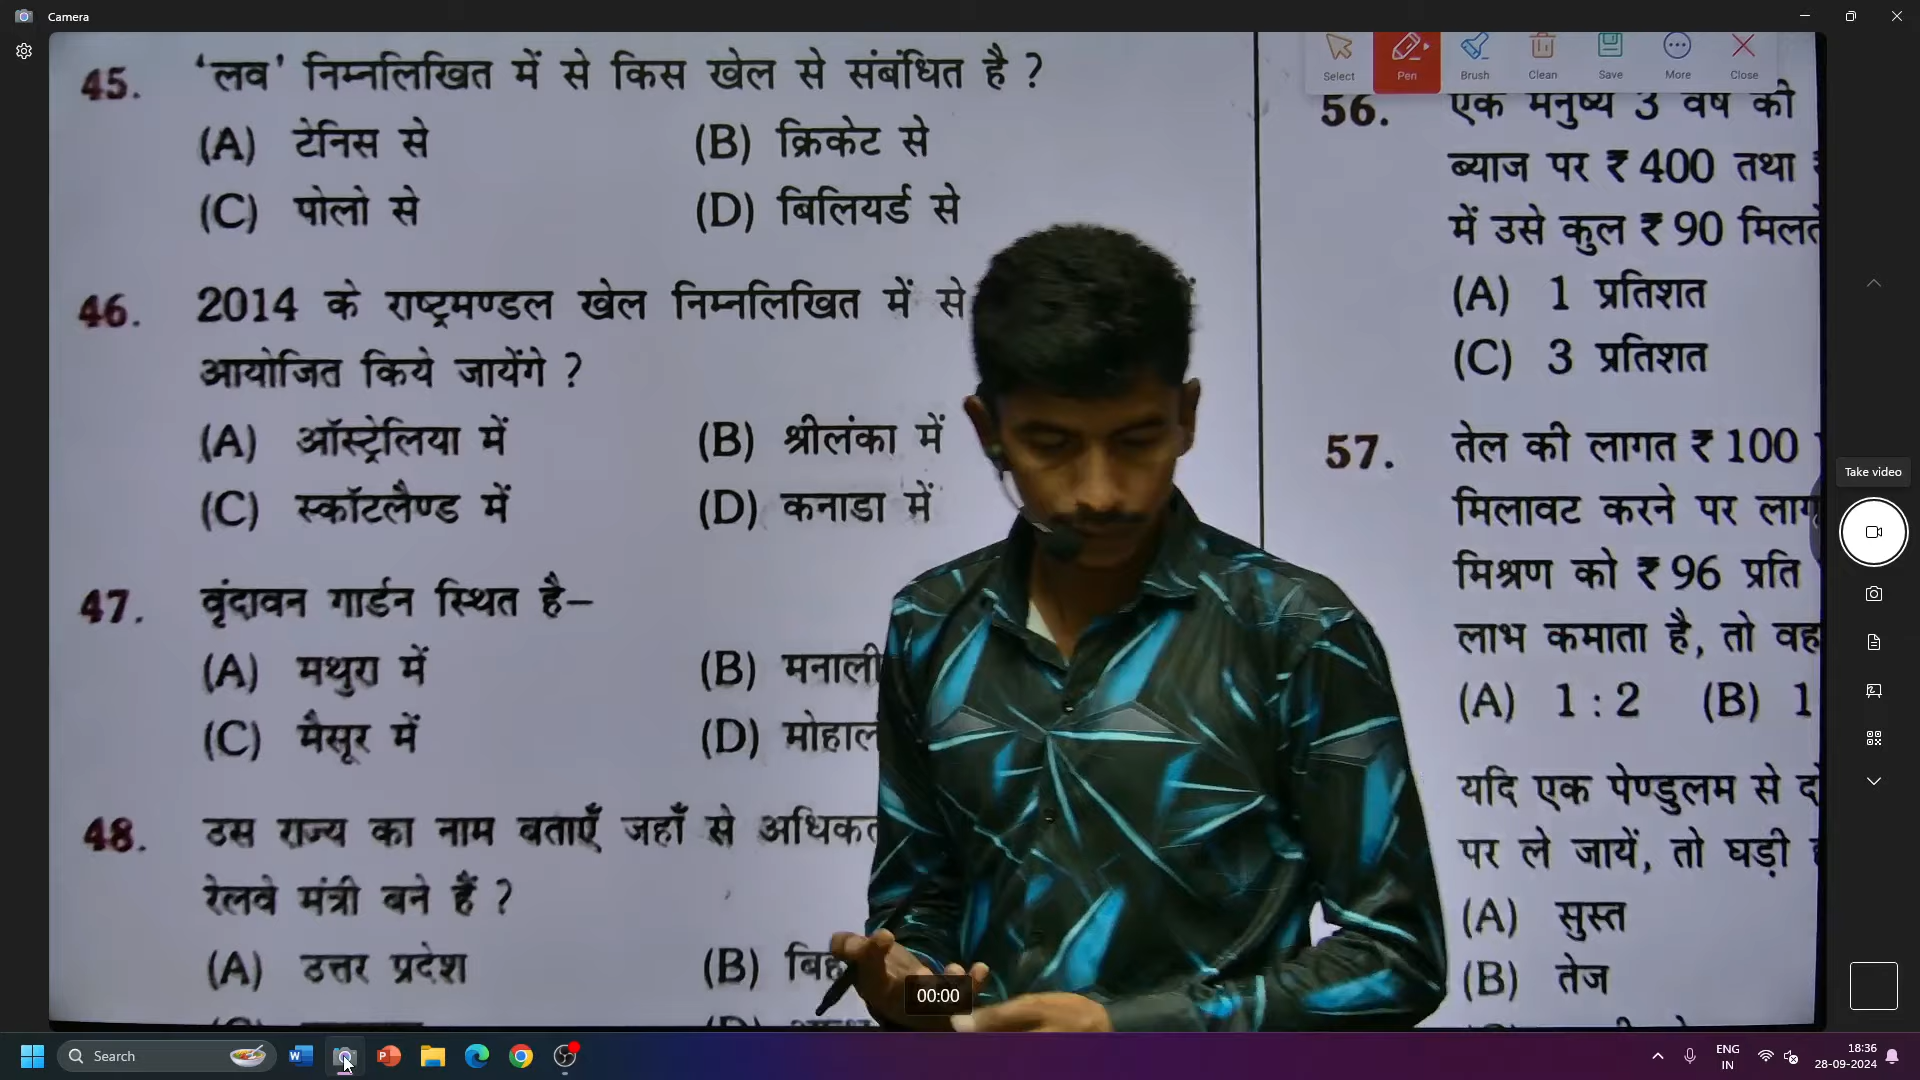 Camera
45. 'लव' निम्नलिखित में से किस खेल से संबंधित है ?
(A) टेनिस से (B) क्रिकेट से
(C) पोलो से (D) बिलियर्ड से
46. 2014 के राष्ट्रमण्डल खेल निम्नलिखित में से
आयोजित किये जायेंगे ?
(A) ऑस्ट्रेलिया में (B) श्रीलंका में
(C) स्कॉटलैण्ड में (D) कनाडा में
47. वृंदावन गार्डन स्थित है–
(A) मथुरा में (B) मनाली
(C) मैसूर में (D)
48. उस राज्य का नाम बताएँ जहाँ से
रेलवे मंत्री बने हैं ?
(A) उत्तर प्रदेश (B)
Select Pen Brush Clean Save More Close
56. एक मनुष्य 3 वर्ष की
ब्याज पर ₹ 400 तथा
में उसे कुल ₹ 90
(A) 1 प्रतिशत
(C) 3 प्रतिशत
57. तेल की लागत ₹ 100
मिलावट करने पर
मिश्रण को ₹ 96 प्रति
लाभ कमाता है, तो वह
(A) 1 : 2 (B) 1
यदि एक पेण्डुलम से
पर ले जायें, तो घड़ी
(A) सुस्त
(B) तेज
Take video
00:00
Search
ENG
IN
18:36
28-09-2024